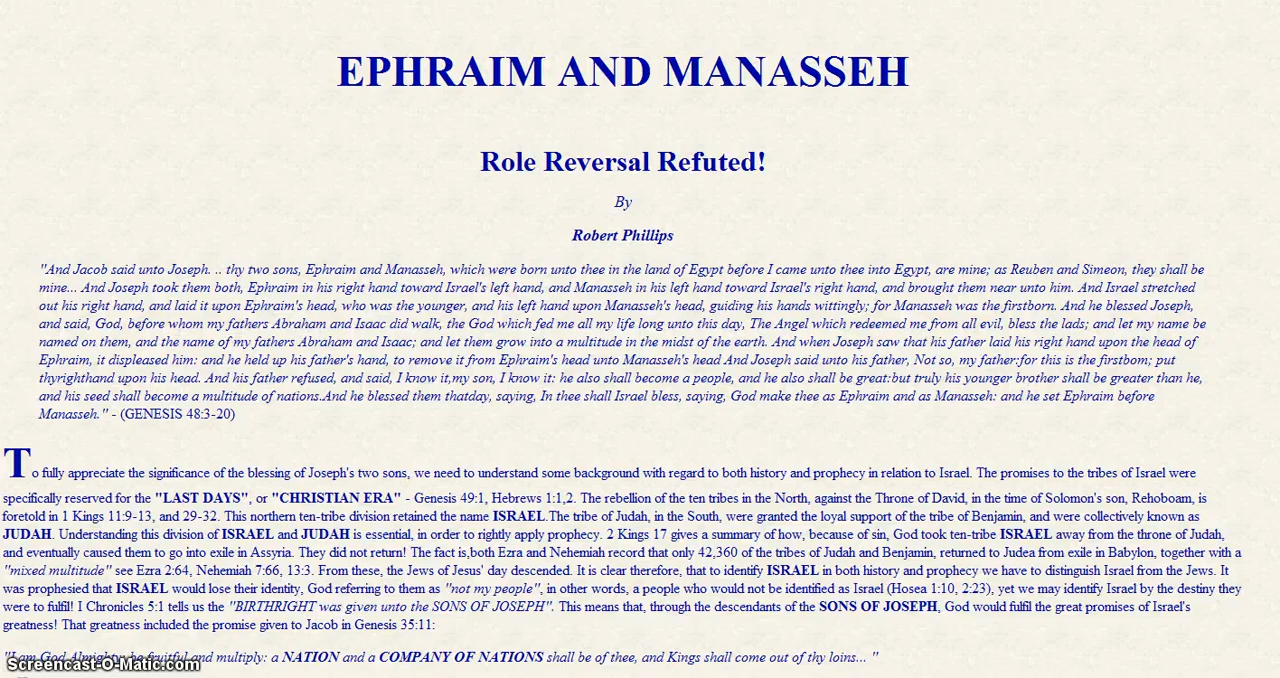 EPHRAIM AND MANASSEH
Role Reversal Refuted!
By
Robert Phillips
"And Jacob said unto Joseph. .. thy two sons, Ephraim and Manasseh, which were born unto thee in the land of Egypt before I came unto thee into Egypt, are mine; as Reuben and Simeon, they shall be
mine... And Joseph took them both, Ephraim in his right hand toward Israel's left hand, and Manasseh in his left hand toward Israel's right hand, and brought them near unto him. And Israel stretched
out his right hand, and laid it upon Ephraim's head, who was the younger, and his left hand upon Manasseh's head, guiding his hands wittingly; for Manasseh was the firstborn. And he blessed Joseph,
and said, God, before whom my fathers Abraham and Isaac did walk, the God which fed me all my life long unto this day, The Angel which redeemed me from all evil, bless the lads; and let my name be
named on them, and the name of my fathers Abraham and Isaac; and let them grow into a multitude in the midst of the earth. And when Joseph saw that his father laid his right hand upon the head of
Ephraim, it displeased him: and he held up his father's hand, to remove it from Ephraim's head unto Manasseh's head And Joseph said unto his father, Not so, my father:for this is the firstbom; put
thyrighthand upon his head. And his father refused, and said, I know it,my son, I know it: he also shall become a people, and he also shall be great:but truly his younger brother shall be greater than he,
and his seed shall become a multitude of nations.And he blessed them thatday, saying, In thee shall Israel bless, saying, God make thee as Ephraim and as Manasseh: and he set Ephraim before
Manasseh." - (GENESIS 48:3-20)
To fully appreciate the significance of the blessing of Joseph's two sons, we need to understand some background with regard to both history and prophecy in relation to Israel. The promises to the tribes of Israel were
specifically reserved for the "LAST DAYS", or "CHRISTIAN ERA" - Genesis 49:1, Hebrews 1:1,2. The rebellion of the ten tribes in the North, against the Throne of David, in the time of Solomon's son, Rehoboam, is
foretold in 1 Kings 11:9-13, and 29-32. This northern ten-tribe division retained the name ISRAEL.The tribe of Judah, in the South, were granted the loyal support of the tribe of Benjamin, and were collectively known as
JUDAH. Understanding this division of ISRAEL and JUDAH is essential, in order to rightly apply prophecy. 2 Kings 17 gives a summary of how, because of sin, God took ten-tribe ISRAEL away from the throne of Judah,
and eventually caused them to go into exile in Assyria. They did not return! The fact is,both Ezra and Nehemiah record that only 42,360 of the tribes of Judah and Benjamin, returned to Judea from exile in Babylon, together with a
"mixed multitude" see Ezra 2:64, Nehemiah 7:66, 13:3. From these, the Jews of Jesus' day descended. It is clear therefore, that to identify ISRAEL in both history and prophecy we have to distinguish Israel from the Jews. It
was prophesied that ISRAEL would lose their identity, God referring to them as "not my people", in other words, a people who would not be identified as Israel (Hosea 1:10, 2:23), yet we may identify Israel by the destiny they
were to fulfil! I Chronicles 5:1 tells us the "BIRTHRIGHT was given unto the SONS OF JOSEPH". This means that, through the descendants of the SONS OF JOSEPH, God would fulfil the great promises of Israel's
greatness! That greatness included the promise given to Jacob in Genesis 35:11:
"I am God Almighty: be fruitful and multiply: a NATION and a COMPANY OF NATIONS shall be of thee, and Kings shall come out of thy loins... "
Screencast-O-Matic.com